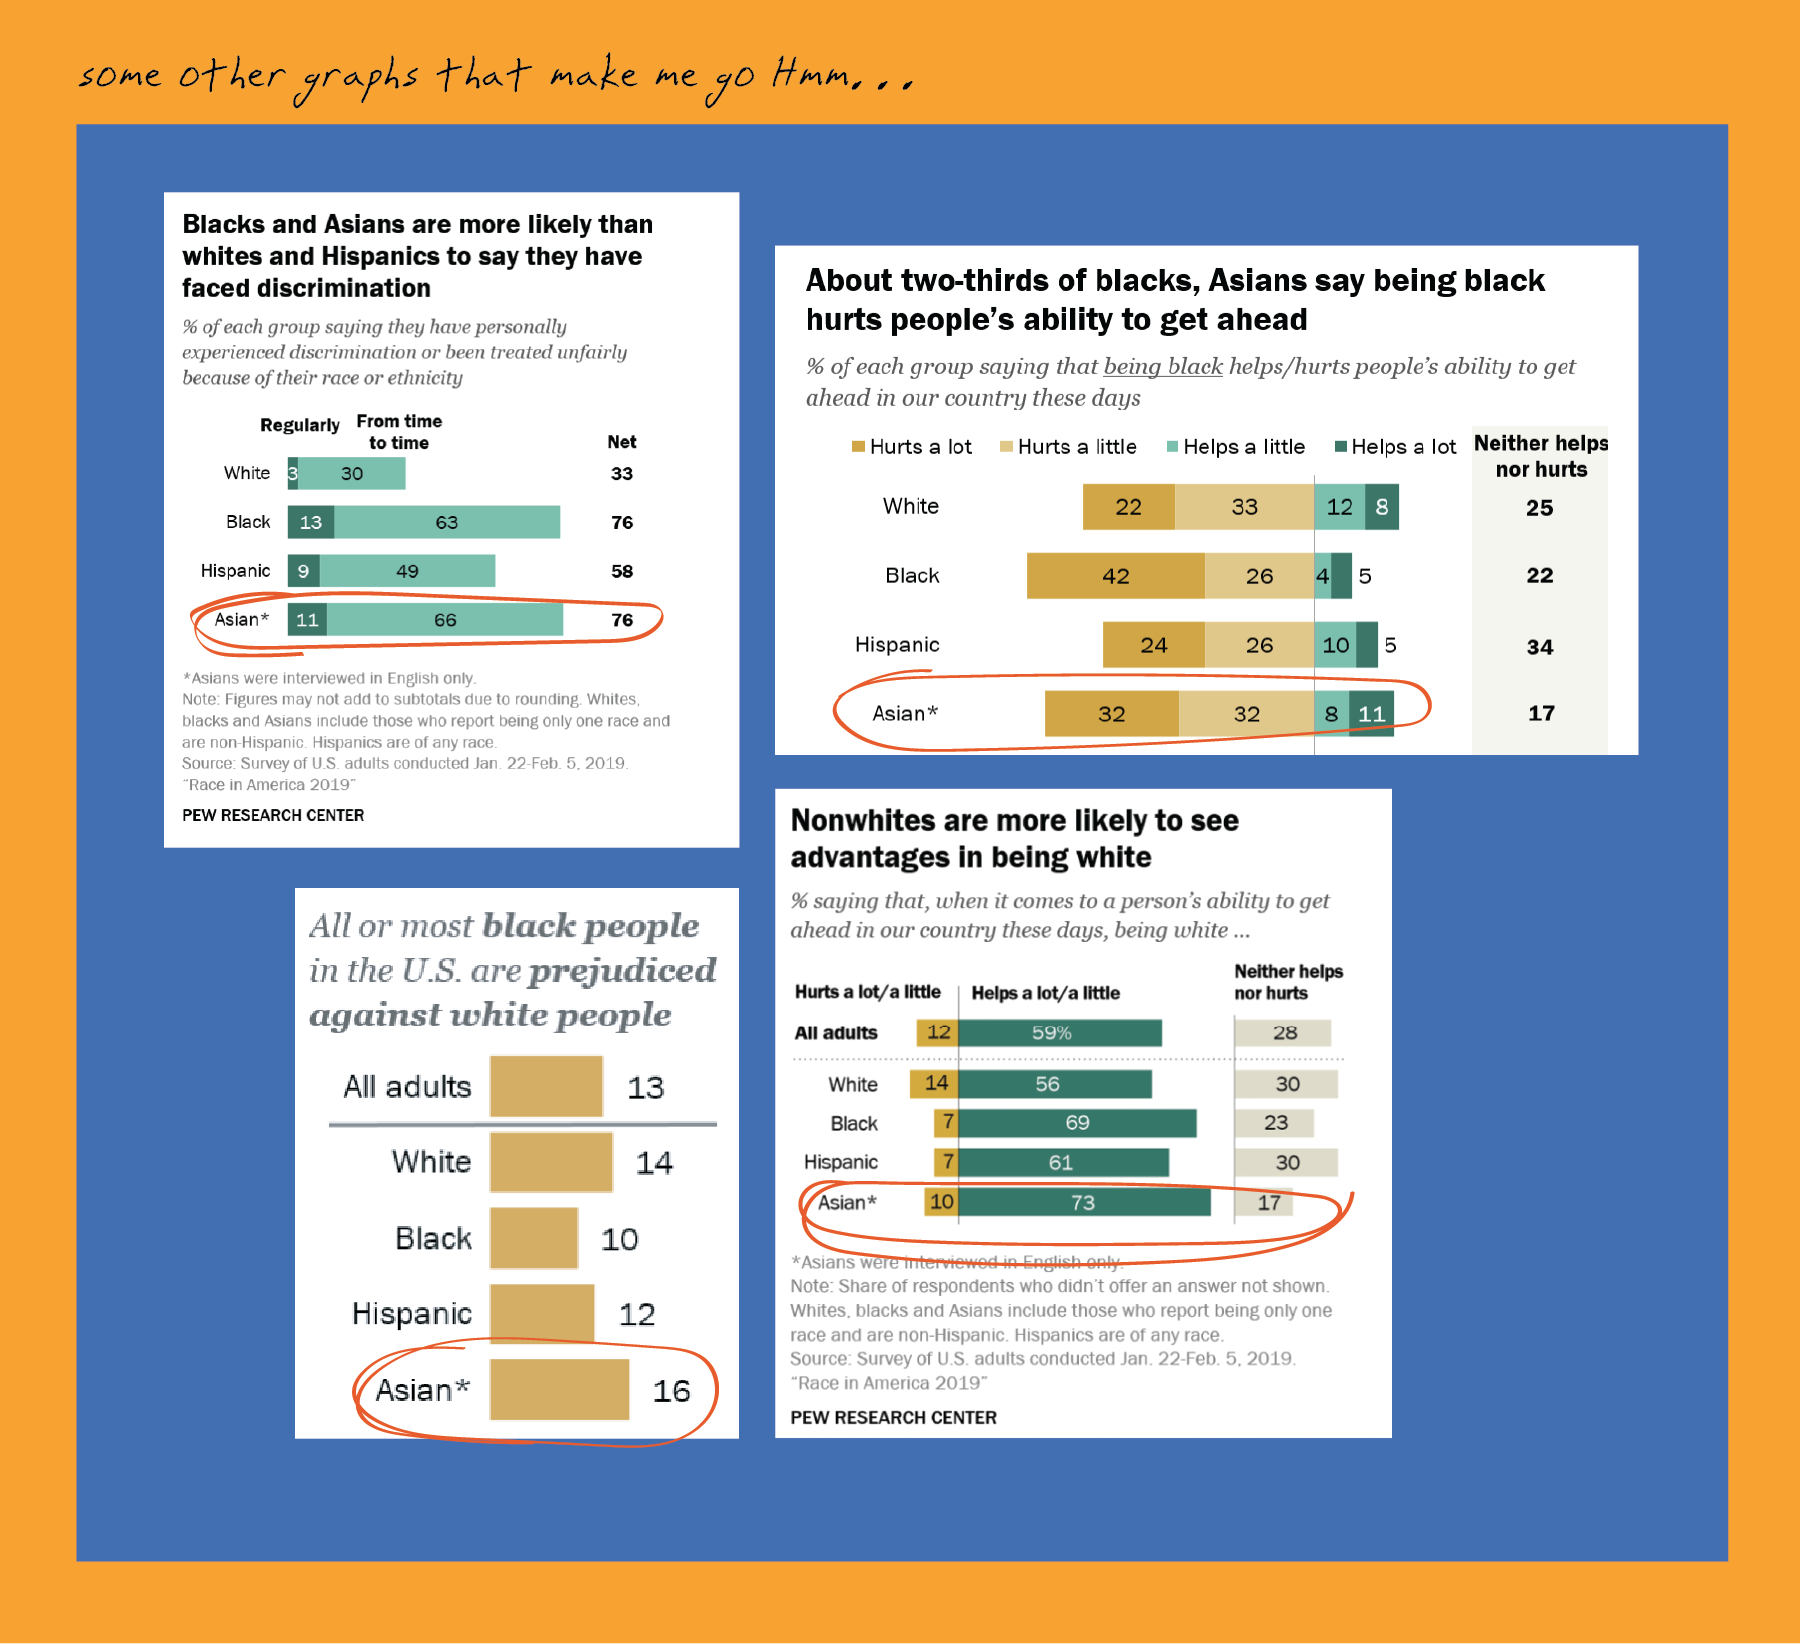 some other graphs that make me go Hmm...
Blacks and Asians are more likely than
whites and Hispanics to say they have
faced discrimination
% of each group saying they have personally
experienced discrimination or been treated unfairly
because of their race or ethnicity
Regularly From time
to time Net
White 3 30 33
Black 13 63 76
Hispanic 9 49 58
Asian* 11 66 76
*Asians were interviewed in English only.
Note: Figures may not add to subtotals due to rounding. Whites,
blacks and Asians include those who report being only one race and
are non-Hispanic. Hispanics are of any race.
Source: Survey of U.S. adults conducted Jan. 22-Feb. 5, 2019.
“Race in America 2019”
PEW RESEARCH CENTER
About two-thirds of blacks, Asians say being black
hurts people’s ability to get ahead
% of each group saying that being black helps/hurts people’s ability to get
ahead in our country these days
Hurts a lot Hurts a little Helps a little Helps a lot Neither helps
nor hurts
White 22 33 12 8 25
Black 42 26 4 5 22
Hispanic 24 26 10 5 34
Asian* 32 32 8 11 17
All or most black people
in the U.S. are prejudiced
against white people
All adults 13
White 14
Black 10
Hispanic 12
Asian* 16
Nonwhites are more likely to see
advantages in being white
% saying that, when it comes to a person’s ability to get
ahead in our country these days, being white ...
Hurts a lot/a little Helps a lot/a little Neither helps
nor hurts
All adults 12 59% 28
White 14 56 30
Black 7 69 23
Hispanic 7 61 30
Asian* 10 73 17
*Asians were interviewed in English only.
Note: Share of respondents who didn’t offer an answer not shown.
Whites, blacks and Asians include those who report being only one
race and are non-Hispanic. Hispanics are of any race.
Source: Survey of U.S. adults conducted Jan. 22-Feb. 5, 2019.
“Race in America 2019”
PEW RESEARCH CENTER